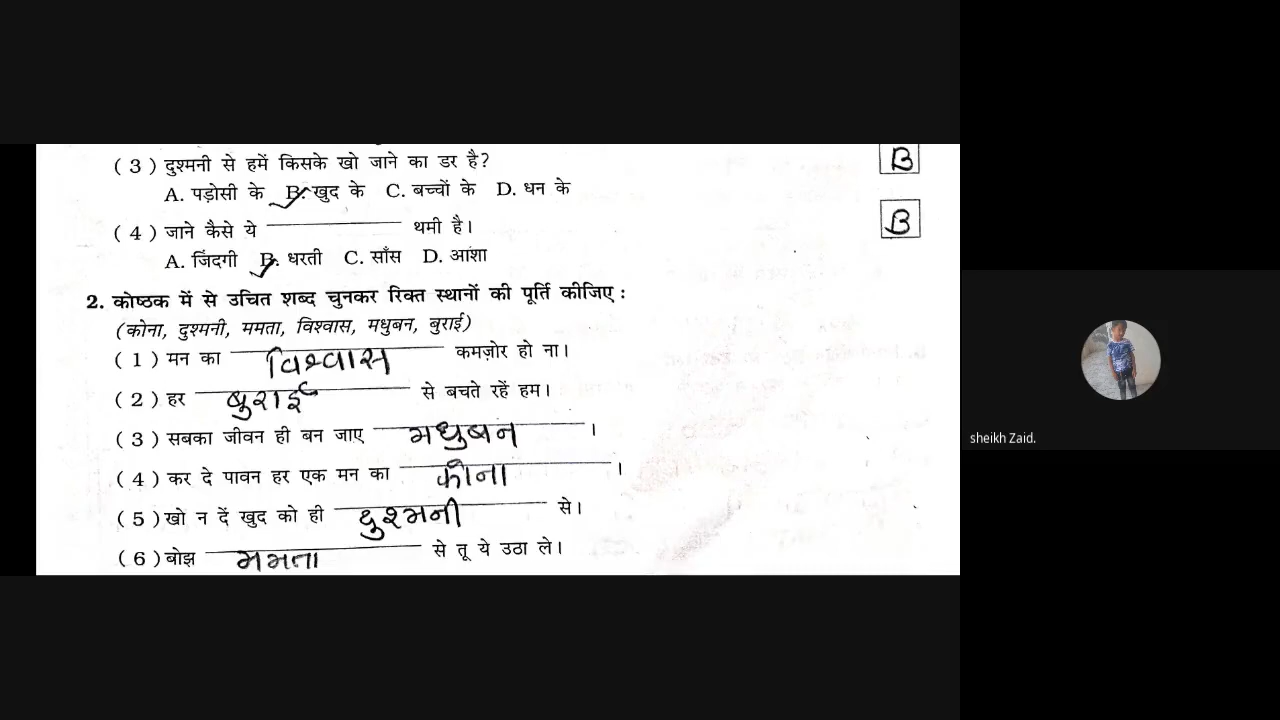 ( 3 ) दुश्मनी से हमें किसके खो जाने का डर है? B
A. पड़ोसी के B. खुद के C. बच्चों के D. धन के
( 4 ) जाने कैसे ये ________ थमी है। B
A. जिंदगी B. धरती C. साँस D. आशा
2. कोष्ठक में से उचित शब्द चुनकर रिक्त स्थानों की पूर्ति कीजिए :
(कोना, दुश्मनी, ममता, विश्वास, मधुबन, बुराई)
( 1 ) मन का विश्वास कमज़ोर हो ना।
( 2 ) हर बुराई से बचते रहें हम।
( 3 ) सबका जीवन ही बन जाए मधुबन ।
( 4 ) कर दे पावन हर एक मन का कोना ।
( 5 ) खो न दें खुद को ही दुश्मनी से।
( 6 ) बोझ ममता से तू ये उठा ले।
sheikh Zaid.